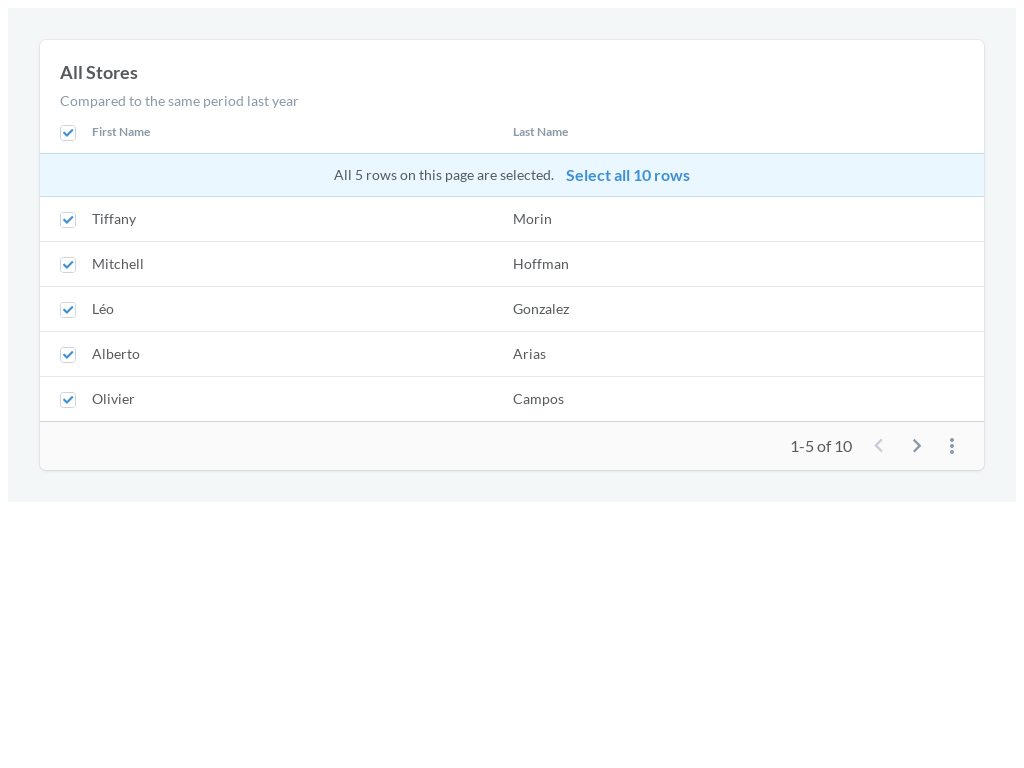 All Stores
Compared to the same period last year
First Name Last Name
All 5 rows on this page are selected. Select all 10 rows
Tiffany Morin
Mitchell Hoffman
Léo Gonzalez
Alberto Arias
Olivier Campos
1-5 of 10